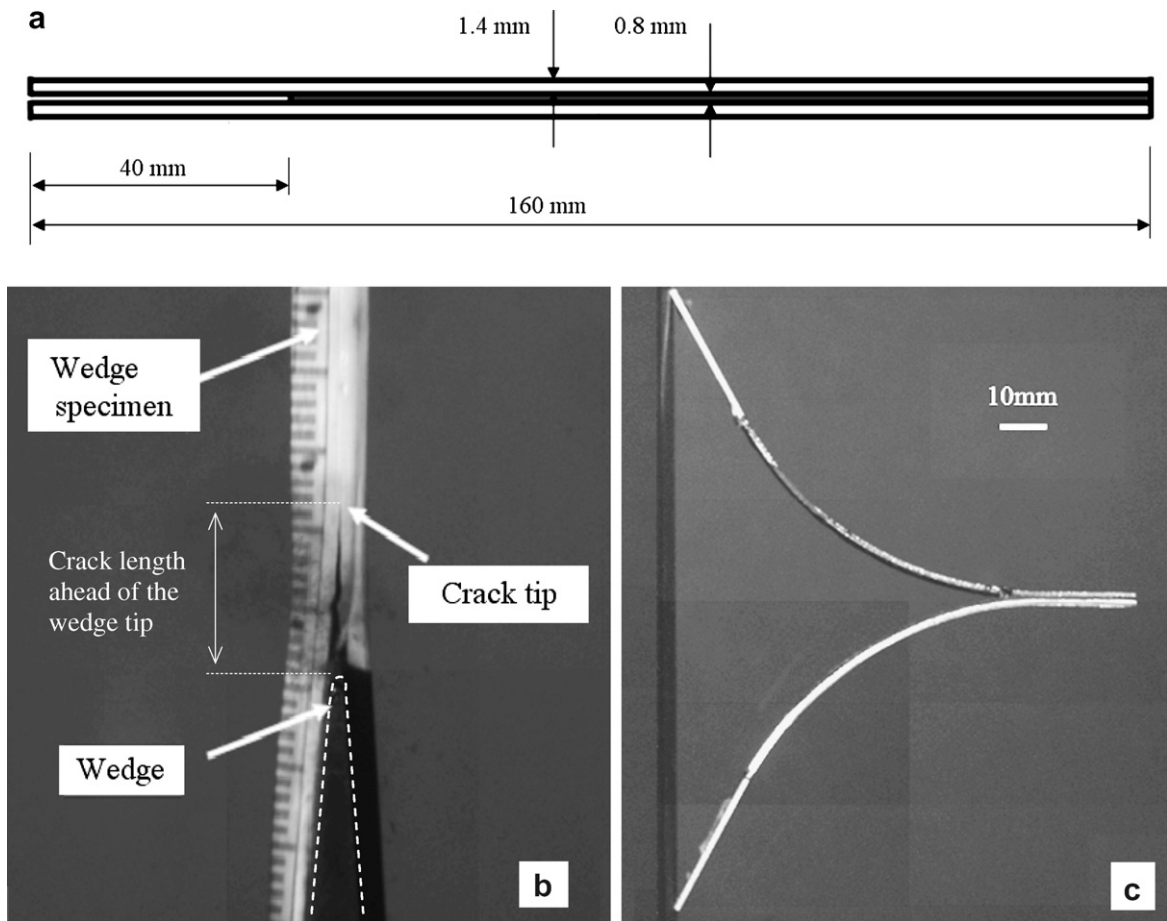 a
1.4 mm
0.8 mm
40 mm
160 mm
Wedge
specimen
Crack length
ahead of the
wedge tip
Crack tip
Wedge
b
10mm
c